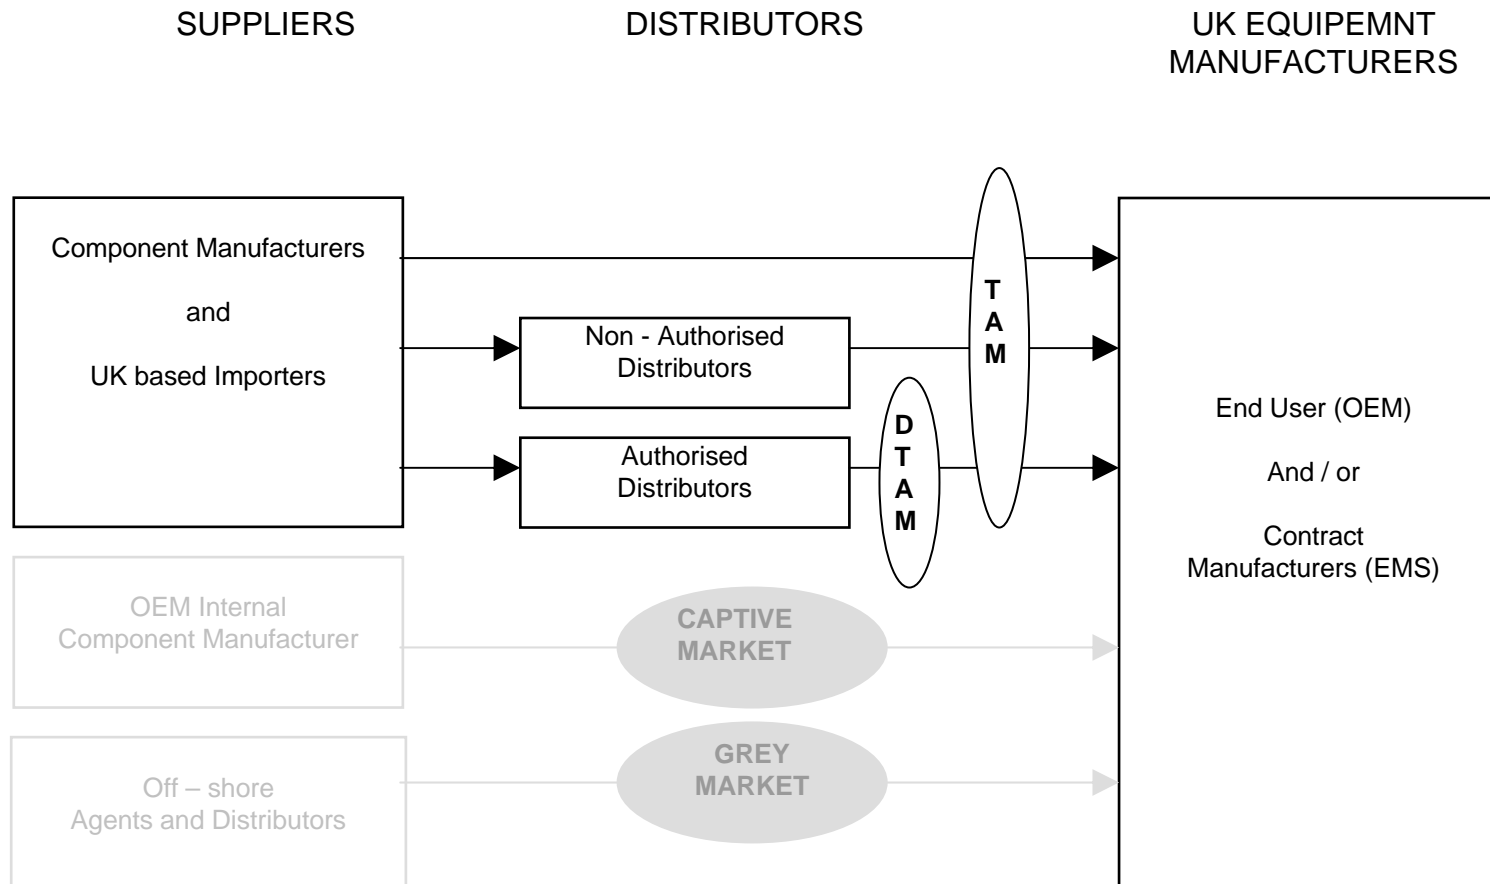 SUPPLIERS
DISTRIBUTORS
UK EQUIPEMNT
MANUFACTURERS
Component Manufacturers
and
UK based Importers
Non - Authorised
Distributors
Authorised
Distributors
D
T
A
M
T
A
M
End User (OEM)
And / or
Contract
Manufacturers (EMS)
OEM Internal
Component Manufacturer
CAPTIVE
MARKET
Off – shore
Agents and Distributors
GREY
MARKET